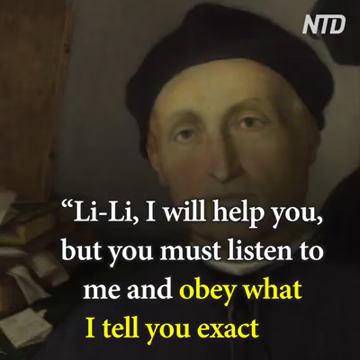 NTD
“Li-Li, I will help you,
but you must listen to
me and obey what
I tell you exact